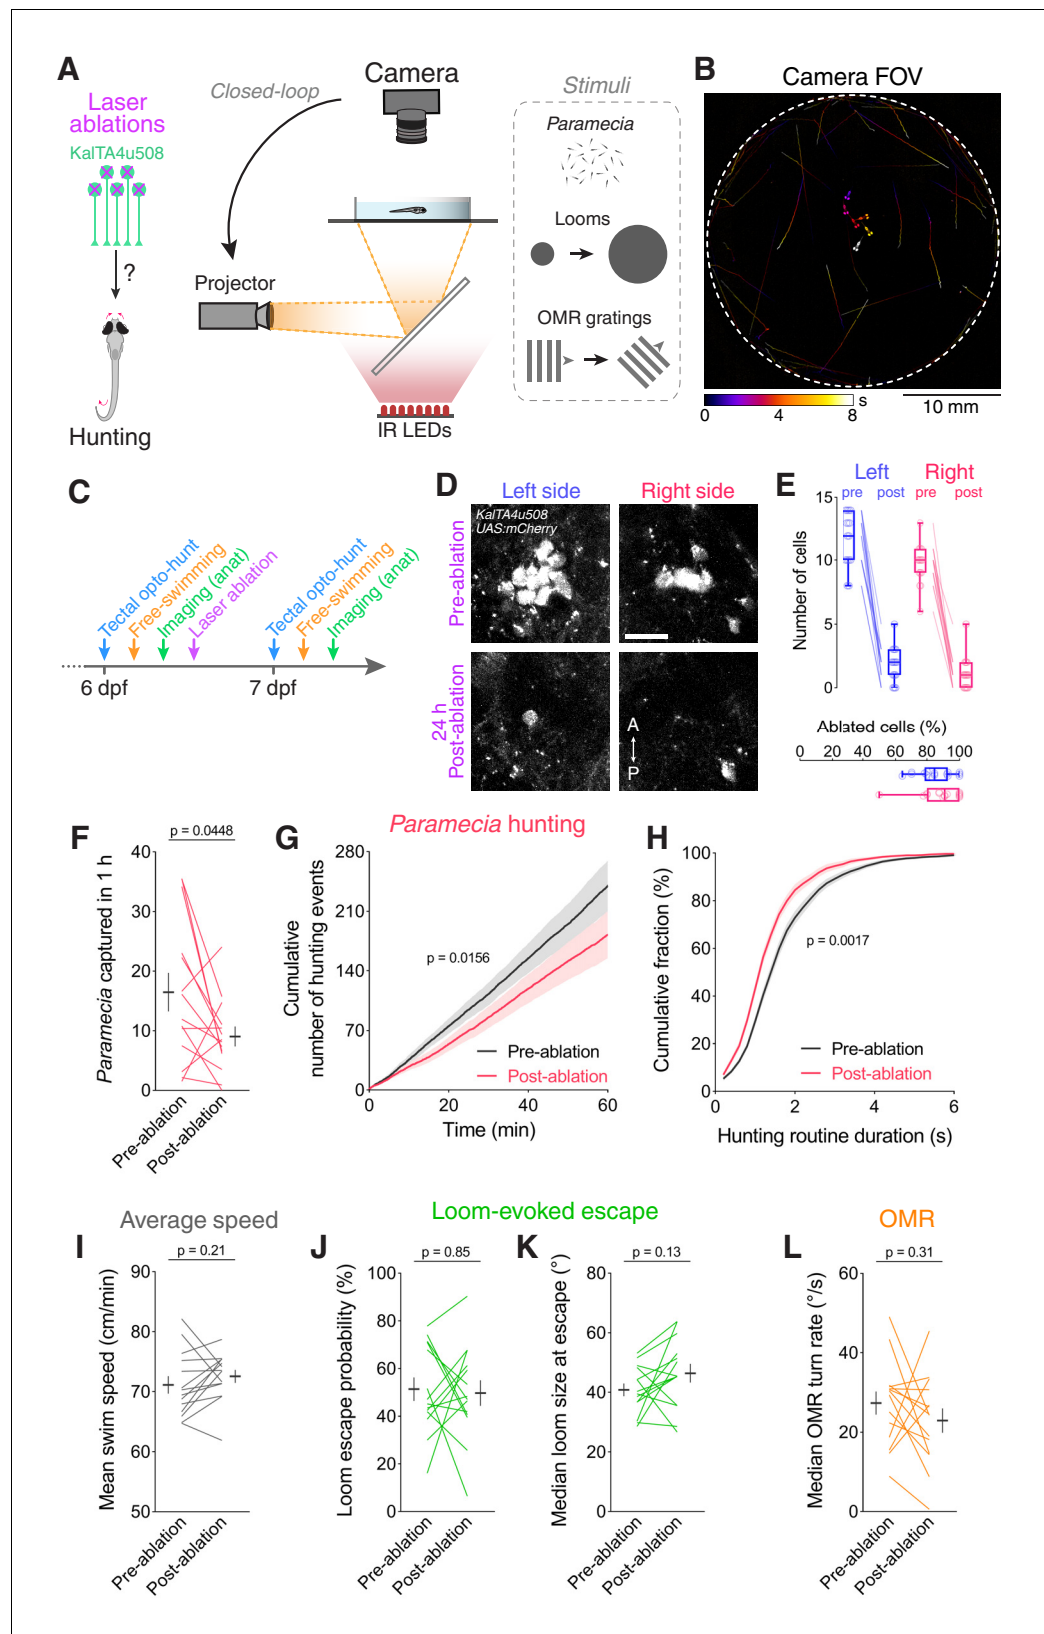 A
Laser
ablations
KalTA4u508
?
Hunting
Closed-loop
Camera
Projector
IR LEDs
Stimuli
Paramecia
Looms
OMR gratings
B
Camera FOV
s
0 4 8
10 mm
C
Tectal opto-hunt
Free-swimming
Imaging (anat)
Laser ablation
Tectal opto-hunt
Free-swimming
Imaging (anat)
6 dpf
7 dpf
D
Left side
Right side
KalTA4u508
UAS:mCherry
Pre-ablation
24 h
Post-ablation
A
P
E
Left
Right
pre post pre post
Number of cells
15
10
5
0
Ablated cells (%)
0 20 40 60 80 100
F
p = 0.0448
Paramecia captured in 1 h
40
30
20
10
0
Pre-ablation
Post-ablation
Paramecia hunting
G
Cumulative
number of hunting events
280
210
140
70
0
p = 0.0156
Pre-ablation
Post-ablation
0 20 40 60
Time (min)
H
Cumulative fraction (%)
100
80
60
40
20
0
p = 0.0017
Pre-ablation
Post-ablation
0 2 4 6
Hunting routine duration (s)
Average speed
I
p = 0.21
Mean swim speed (cm/min)
90
80
70
60
50
Pre-ablation
Post-ablation
Loom-evoked escape
J
p = 0.85
Loom escape probability (%)
100
80
60
40
20
0
Pre-ablation
Post-ablation
K
p = 0.13
Median loom size at escape (°)
80
60
40
20
0
Pre-ablation
Post-ablation
OMR
L
p = 0.31
Median OMR turn rate (°/s)
60
40
20
0
Pre-ablation
Post-ablation